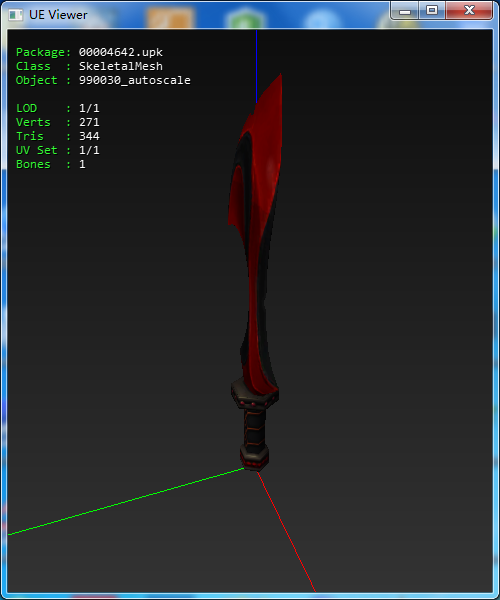 UE Viewer
Package: 00004642.upk
Class : SkeletalMesh
Object : 990030_autoscale
LOD : 1/1
Verts : 271
Tris : 344
UV Set : 1/1
Bones : 1